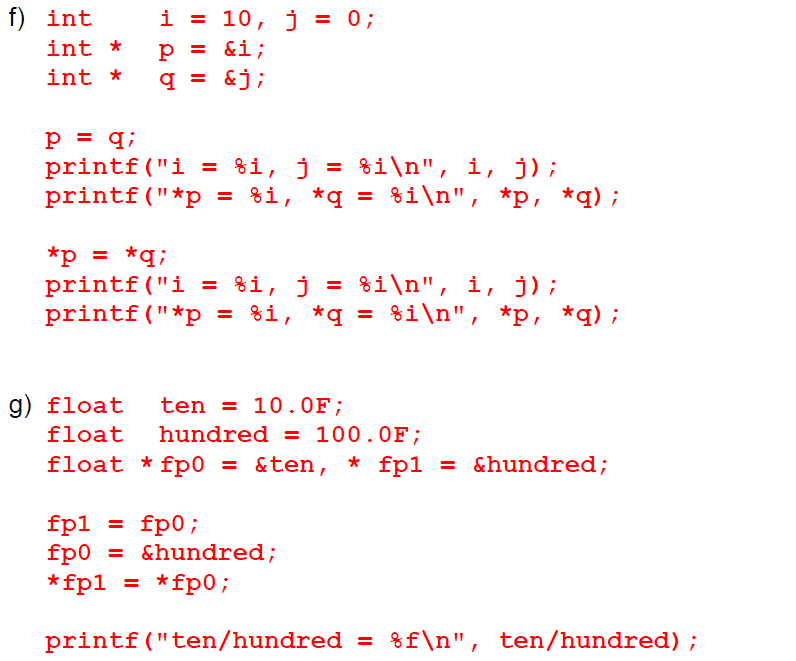 f) int i = 10, j = 0;
int * p = &i;
int * q = &j;
p = q;
printf("i = %i, j = %i\n", i, j);
printf("*p = %i, *q = %i\n", *p, *q);
*p = *q;
printf("i = %i, j = %i\n", i, j);
printf("*p = %i, *q = %i\n", *p, *q);
g) float ten = 10.0F;
float hundred = 100.0F;
float * fp0 = &ten, * fp1 = &hundred;
fp1 = fp0;
fp0 = &hundred;
*fp1 = *fp0;
printf("ten/hundred = %f\n", ten/hundred);